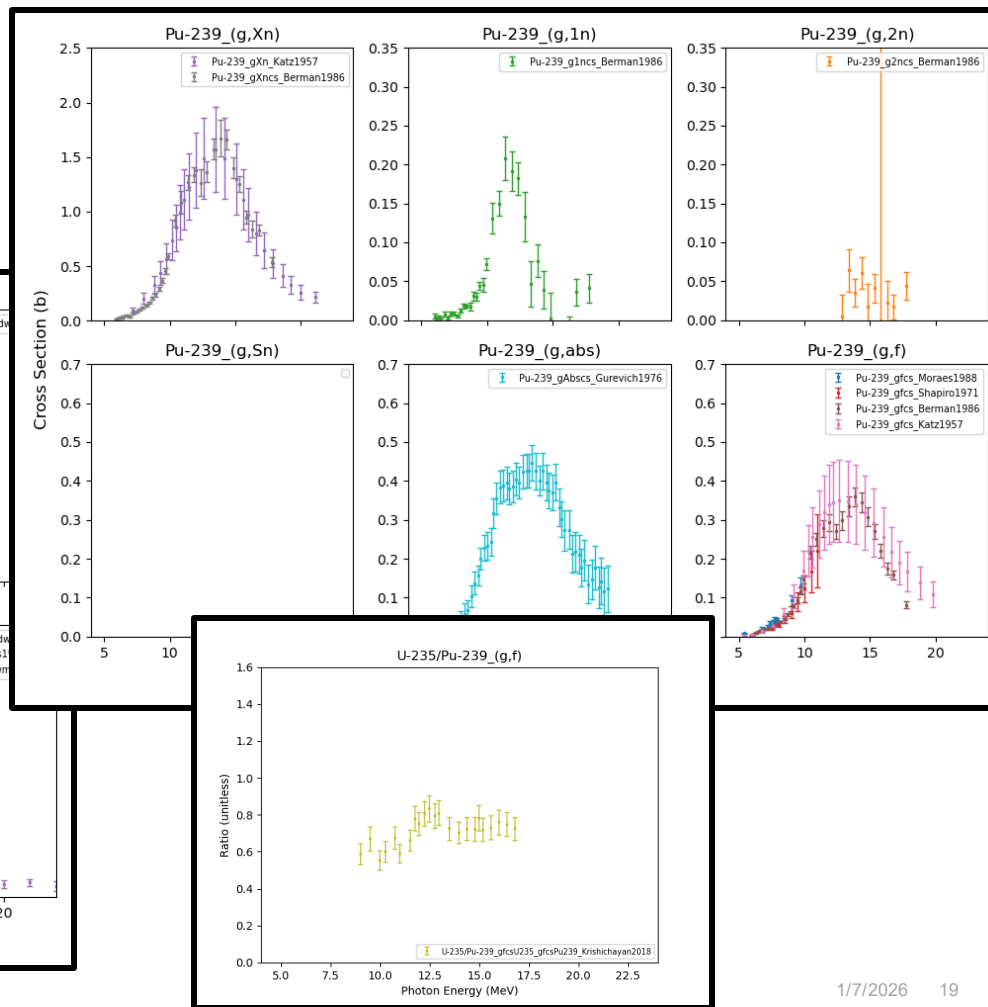 Pu-239_(g,Xn)
Pu-239_(g,1n)
Pu-239_(g,2n)
2.5
2.0
1.5
1.0
0.5
0.0
Pu-239_gXn_Katz1957
Pu-239_gXncs_Berman1986
0.35
0.30
0.25
0.20
0.15
0.10
0.05
0.00
Pu-239_g1ncs_Berman1986
0.35
0.30
0.25
0.20
0.15
0.10
0.05
0.00
Pu-239_g2ncs_Berman1986
Cross Section (b)
Pu-239_(g,Sn)
Pu-239_(g,abs)
Pu-239_(g,f)
0.7
0.6
0.5
0.4
0.3
0.2
0.1
0.0
5 10
0.7
0.6
0.5
0.4
0.3
0.2
0.1
Pu-239_gAbscs_Gurevich1976
0.7
0.6
0.5
0.4
0.3
0.2
0.1
0.0
Pu-239_gfcs_Moraes1988
Pu-239_gfcs_Shapiro1971
Pu-239_gfcs_Berman1986
Pu-239_gfcs_Katz1957
5 10 15 20
U-235/Pu-239_(g,f)
Ratio (unitless)
1.6
1.4
1.2
1.0
0.8
0.6
0.4
0.2
0.0
U-235/Pu-239_gfcsU235_gfcsPu239_Krishichayan2018
5.0 7.5 10.0 12.5 15.0 17.5 20.0 22.5
Photon Energy (MeV)
20
1/7/2026 19